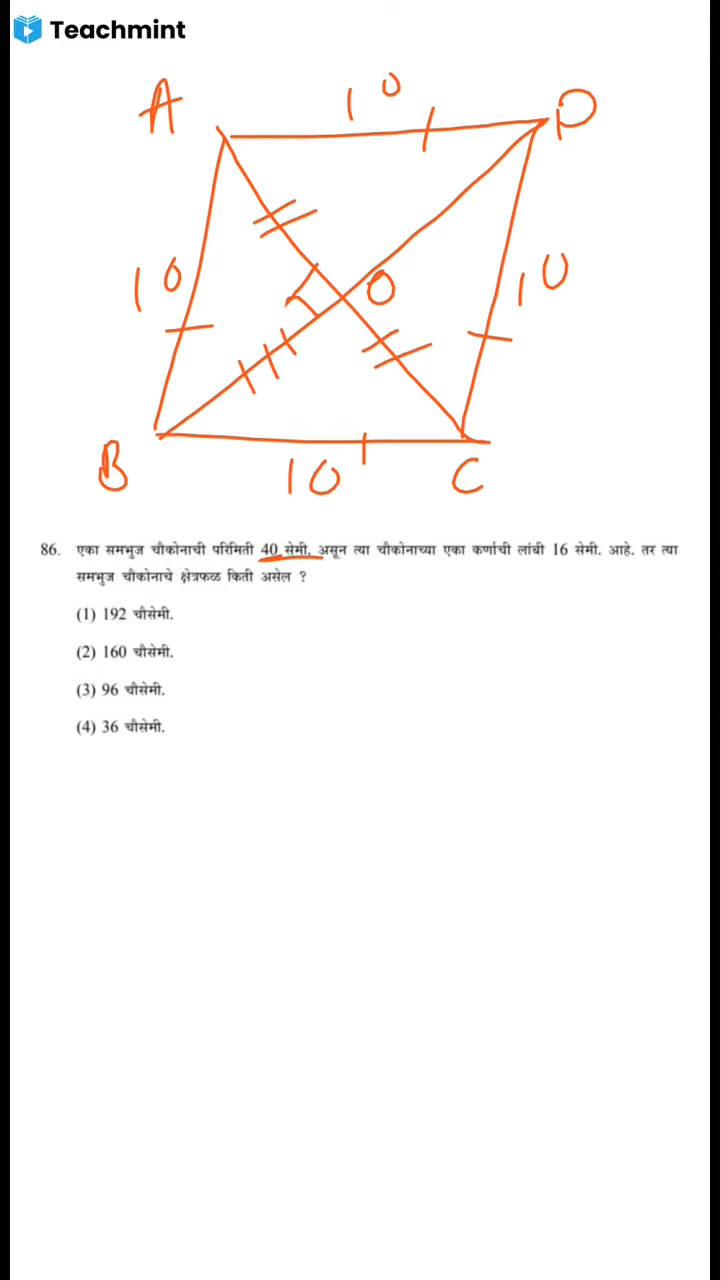 Teachmint
A
10
D
10
O
10
B
10
C
86. एका समभुज चौकोनाची परिमिती 40 सेमी. असून त्या चौकोनाच्या एका कर्णाची लांबी 16 सेमी. आहे. तर त्या
समभुज चौकोनाचे क्षेत्रफळ किती असेल ?
(1) 192 चौसेमी.
(2) 160 चौसेमी.
(3) 96 चौसेमी.
(4) 36 चौसेमी.